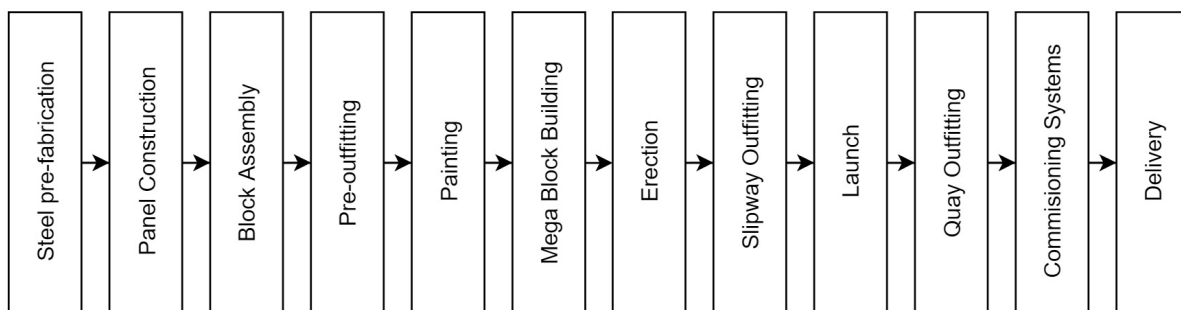 Steel pre-fabrication
Panel Construction
Block Assembly
Pre-outfitting
Painting
Mega Block Building
Erection
Slipway Outfitting
Launch
Quay Outfitting
Commisioning Systems
Delivery